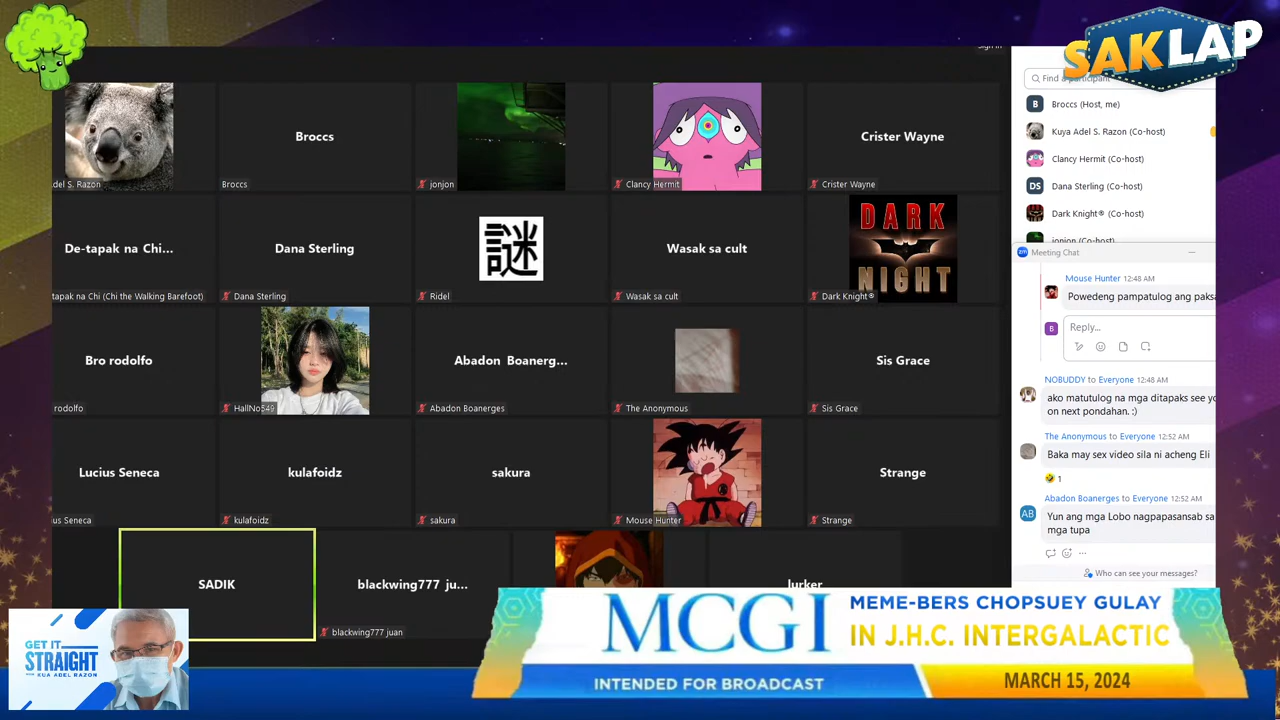 SAKLAP
Sign in
Find a participant
Broccs
Crister Wayne
del S. Razon
Broccs
jonjon
Clancy Hermit
Crister Wayne
De-tapak na Chi...
Dana Sterling
謎
Wasak sa cult
DARK
NIGHT
tapak na Chi (Chi the Walking Barefoot)
Dana Sterling
Ridel
Wasak sa cult
Dark Knight®
Bro rodolfo
Abadon Boanerg...
Sis Grace
rodolfo
HallNo549
Abadon Boanerges
The Anonymous
Sis Grace
Lucius Seneca
kulafoidz
sakura
Strange
us Seneca
kulafoidz
sakura
Mouse Hunter
Strange
SADIK
blackwing777 ju...
lurker
blackwing777 juan
B
Broccs (Host, me)
Kuya Adel S. Razon (Co-host)
Clancy Hermit (Co-host)
DS
Dana Sterling (Co-host)
Dark Knight® (Co-host)
jonjon (Co-host)
Meeting Chat
Mouse Hunter 12:48 AM
Powedeng pampatulog ang paksa
B
Reply...
NOBUDDY to Everyone 12:48 AM
ako matutulog na mga ditapaks see yo
on next pondahan. :)
The Anonymous to Everyone 12:52 AM
Baka may sex video sila ni acheng Eli
1
Abadon Boanerges to Everyone 12:52 AM
AB
Yun ang mga Lobo nagpapasansab sa
mga tupa
Who can see your messages?
GET IT
STRAIGHT
KUA ADEL RAZON
MCGI
MEME-BERS CHOPSUEY GULAY
IN J.H.C. INTERGALACTIC
INTENDED FOR BROADCAST
MARCH 15, 2024